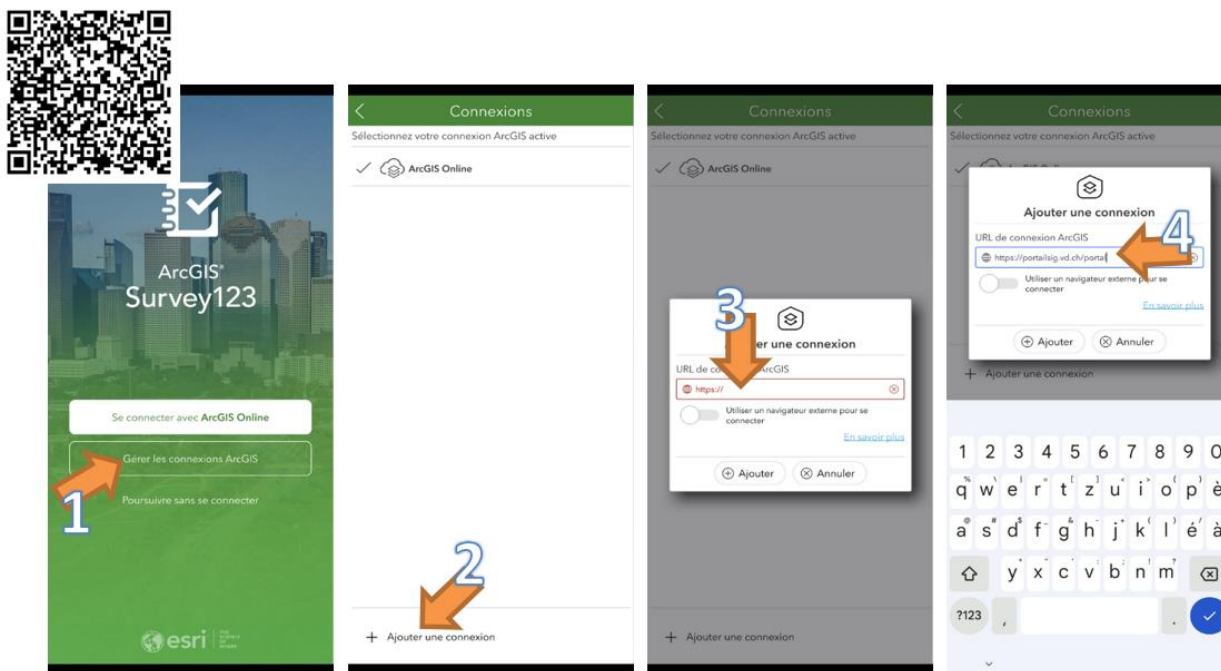 ArcGIS®
Survey123
Se connecter avec ArcGIS Online
Gérer les connexions ArcGIS
1
Poursuivre sans se connecter
esri
THE
SCIENCE
OF
WHERE
Connexions
Sélectionnez votre connexion ArcGIS active
ArcGIS Online
2
+ Ajouter une connexion
Connexions
Sélectionnez votre connexion ArcGIS active
ArcGIS Online
3
er une connexion
URL de co ArcGIS
https://
Utiliser un navigateur externe pour se
connecter
En savoir plus
Ajouter
Annuler
+ Ajouter une connexion
Connexions
Sélectionnez votre connexion ArcGIS active
Ajouter une connexion
4
URL de connexion ArcGIS
https://portailsig.vd.ch/portal
Utiliser un navigateur externe pour se
connecter
En savoir plus
Ajouter
Annuler
+ Ajouter une connexion
1 2 3 4 5 6 7 8 9 0
q w e r t z u i o p è
a s d f g h j k l é à
y x c v b n m
?123 , .